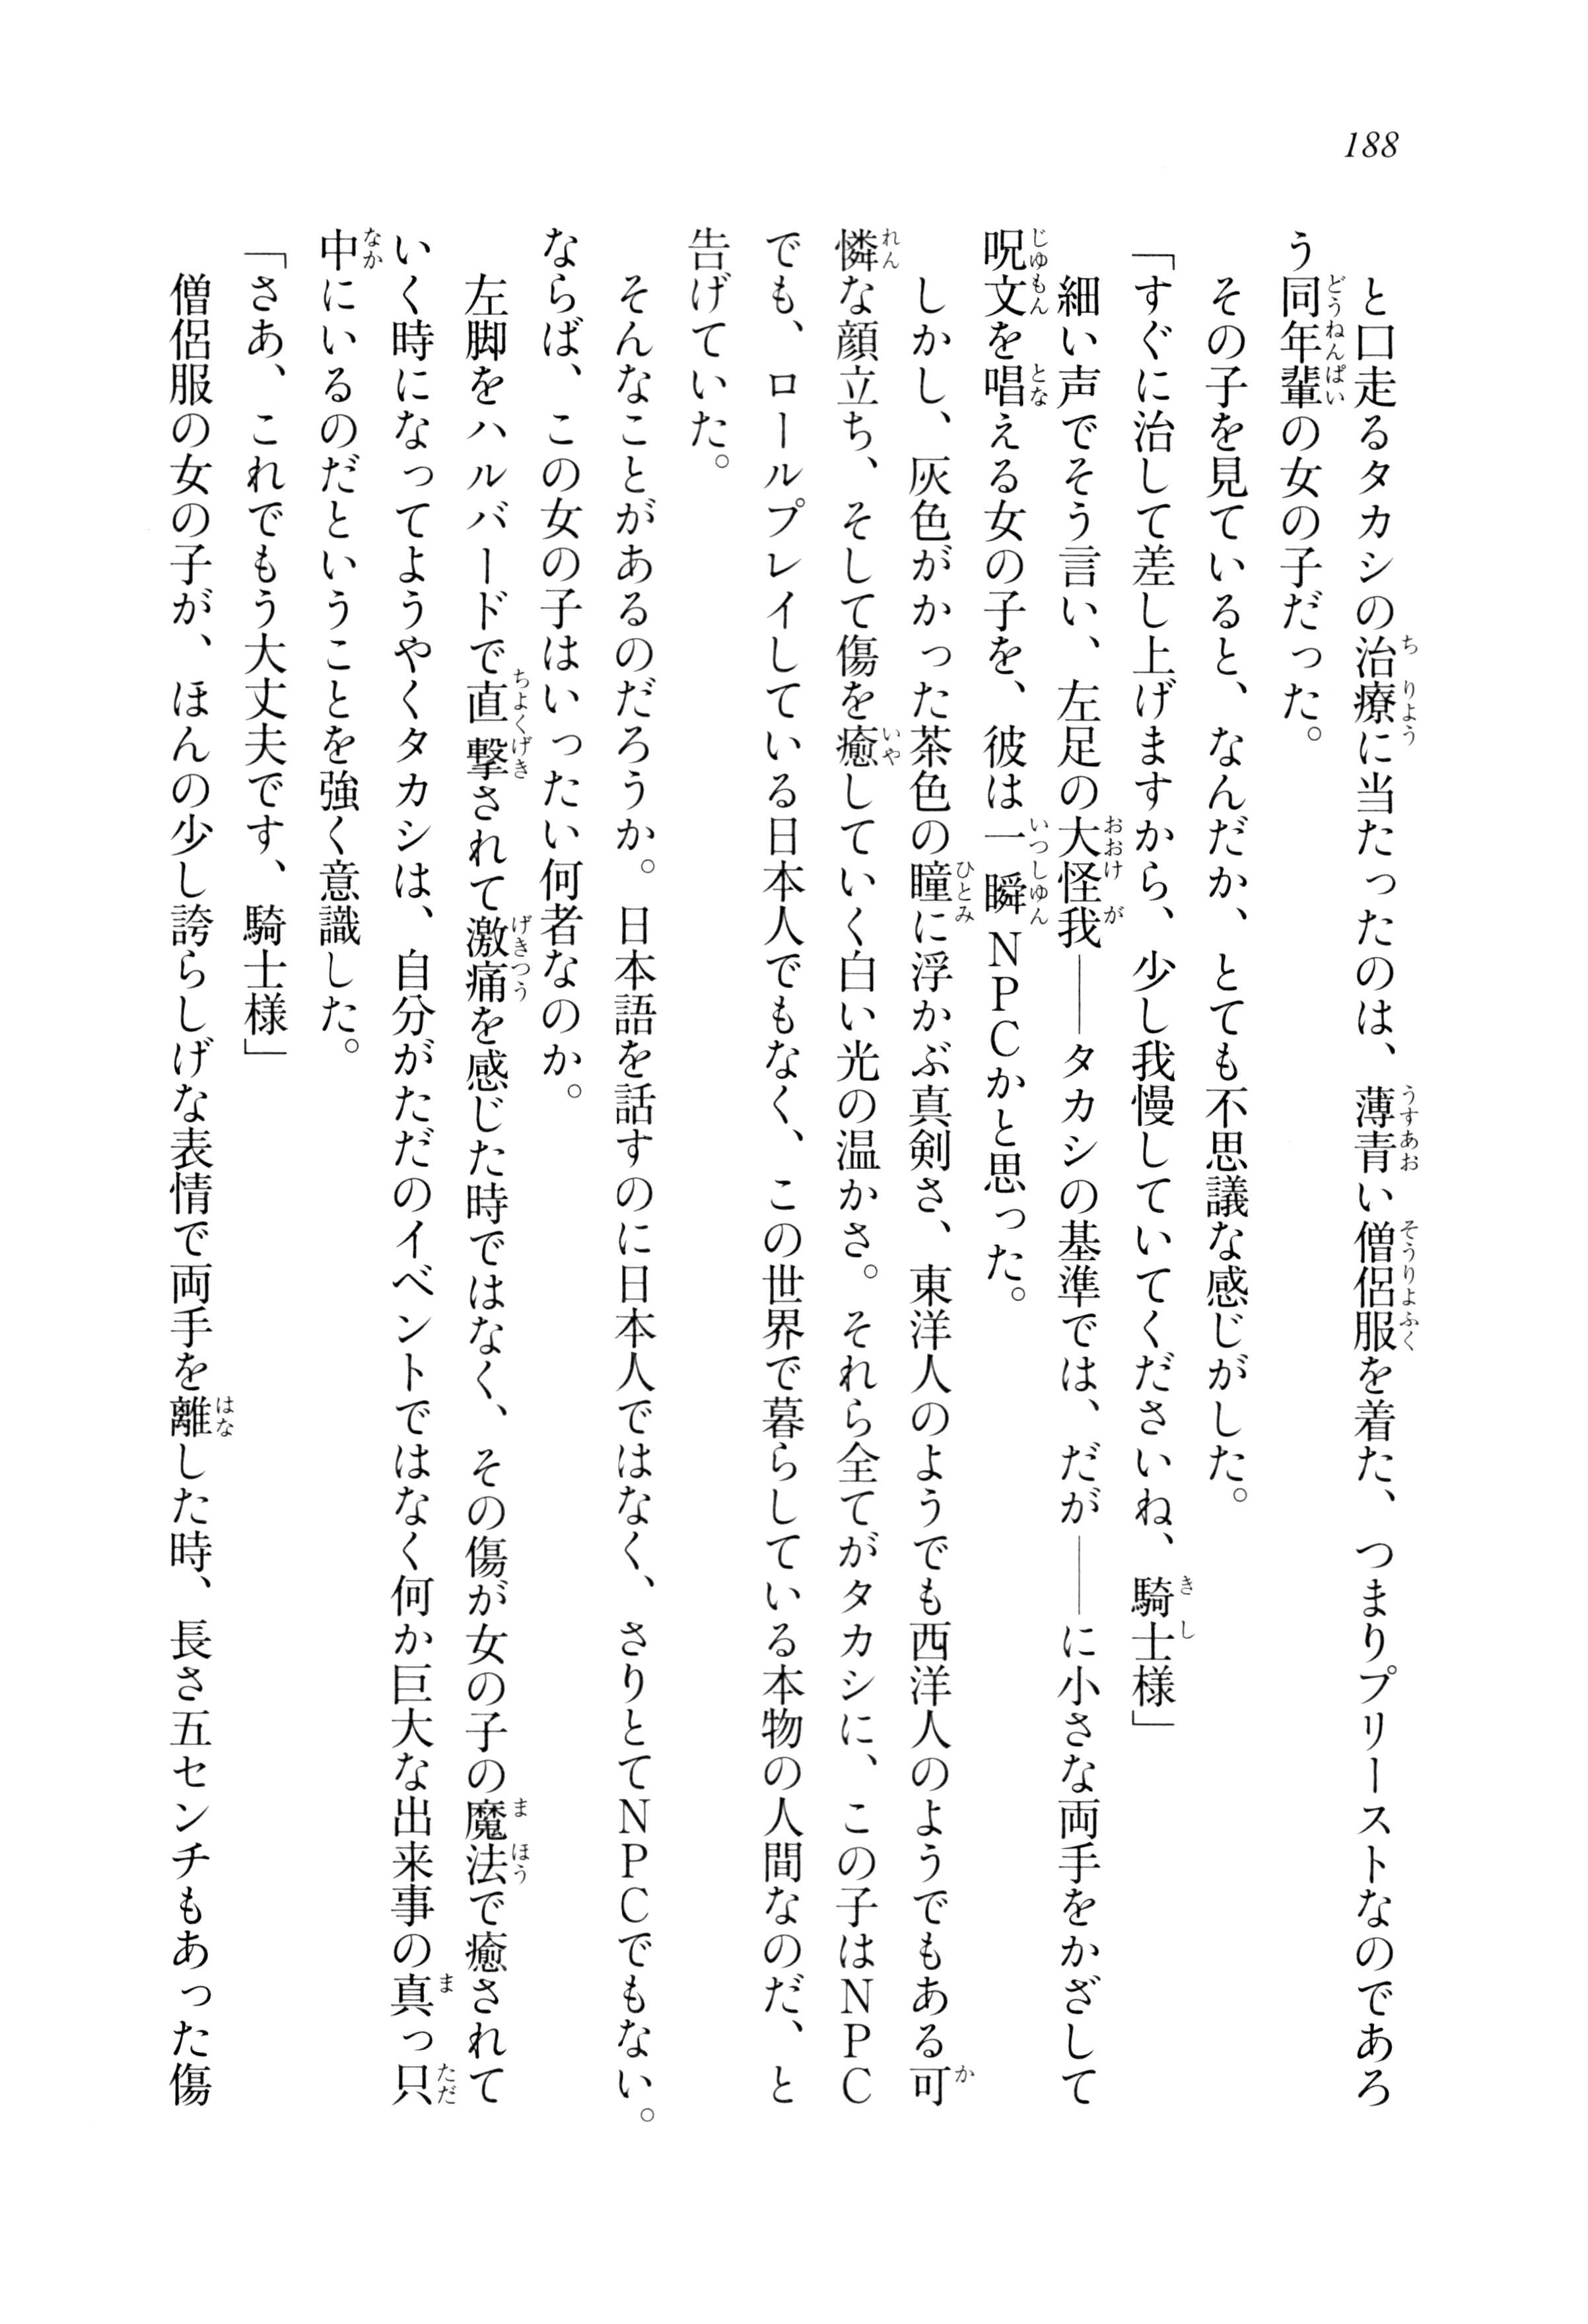 188
と口走るタカシの治療に当たったのは、薄青い僧侶服を着た、つまりプリーストなのであろ
う同年輩の女の子だった。
その子を見ていると、なんだか、とても不思議な感じがした。
「すぐに治して差し上げますから、少し我慢していてくださいね、騎士様」
細い声でそう言い、左足の大怪我――タカシの基準では、だが――に小さな両手をかざして
呪文を唱える女の子を、彼は一瞬ＮＰＣかと思った。
しかし、灰色がかった茶色の瞳に浮かぶ真剣さ、東洋人のようでも西洋人のようでもある可
憐な顔立ち、そして傷を癒していく白い光の温かさ。それら全てがタカシに、この子はＮＰＣ
でも、ロールプレイしている日本人でもなく、この世界で暮らしている本物の人間なのだ、と
告げていた。
そんなことがあるのだろうか。日本語を話すのに日本人ではなく、さりとてＮＰＣでもない。
ならば、この女の子はいったい何者なのか。
左脚をハルバードで直撃されて激痛を感じた時ではなく、その傷が女の子の魔法で癒されて
いく時になってようやくタカシは、自分がただのイベントではなく何か巨大な出来事の真っ只
中にいるのだということを強く意識した。
「さあ、これでもう大丈夫です、騎士様」
僧侶服の女の子が、ほんの少し誇らしげな表情で両手を離した時、長さ五センチもあった傷